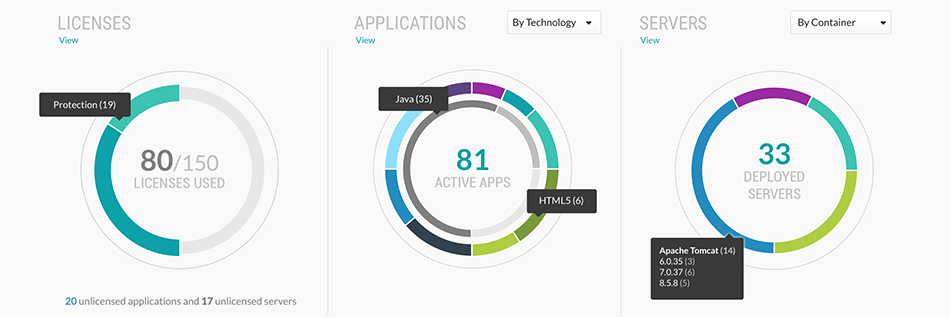 LICENSES
View
Protection (19)
80/150
LICENSES USED
20 unlicensed applications and 17 unlicensed servers
APPLICATIONS
View
By Technology
Java (35)
81
ACTIVE APPS
HTML5 (6)
SERVERS
View
By Container
33
DEPLOYED
SERVERS
Apache Tomcat (14)
6.0.35 (3)
7.0.37 (6)
8.5.8 (5)